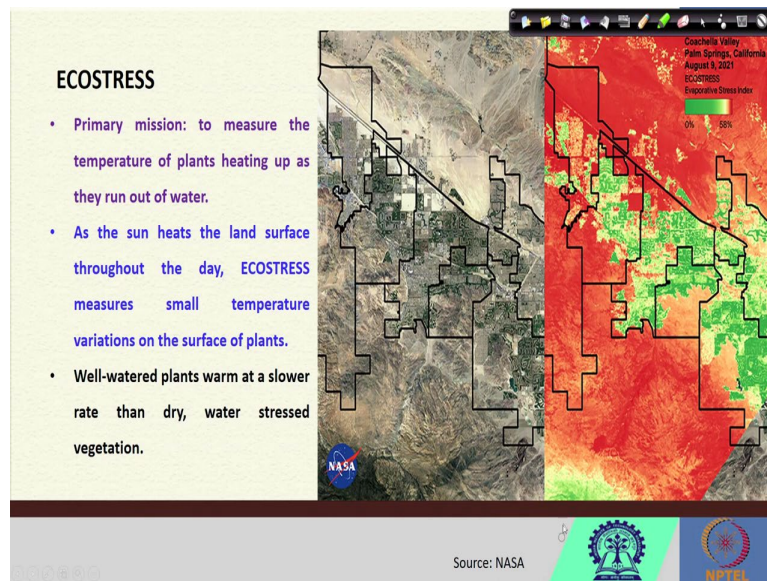 ECOSTRESS
• Primary mission: to measure the
temperature of plants heating up as
they run out of water.
• As the sun heats the land surface
throughout the day, ECOSTRESS
measures small temperature
variations on the surface of plants.
• Well-watered plants warm at a slower
rate than dry, water stressed
vegetation.
Coachella Valley
Palm Springs, California
August 9, 2021
ECOSTRESS
Evaporative Stress Index
0% 58%
NASA
Source: NASA
NPTEL